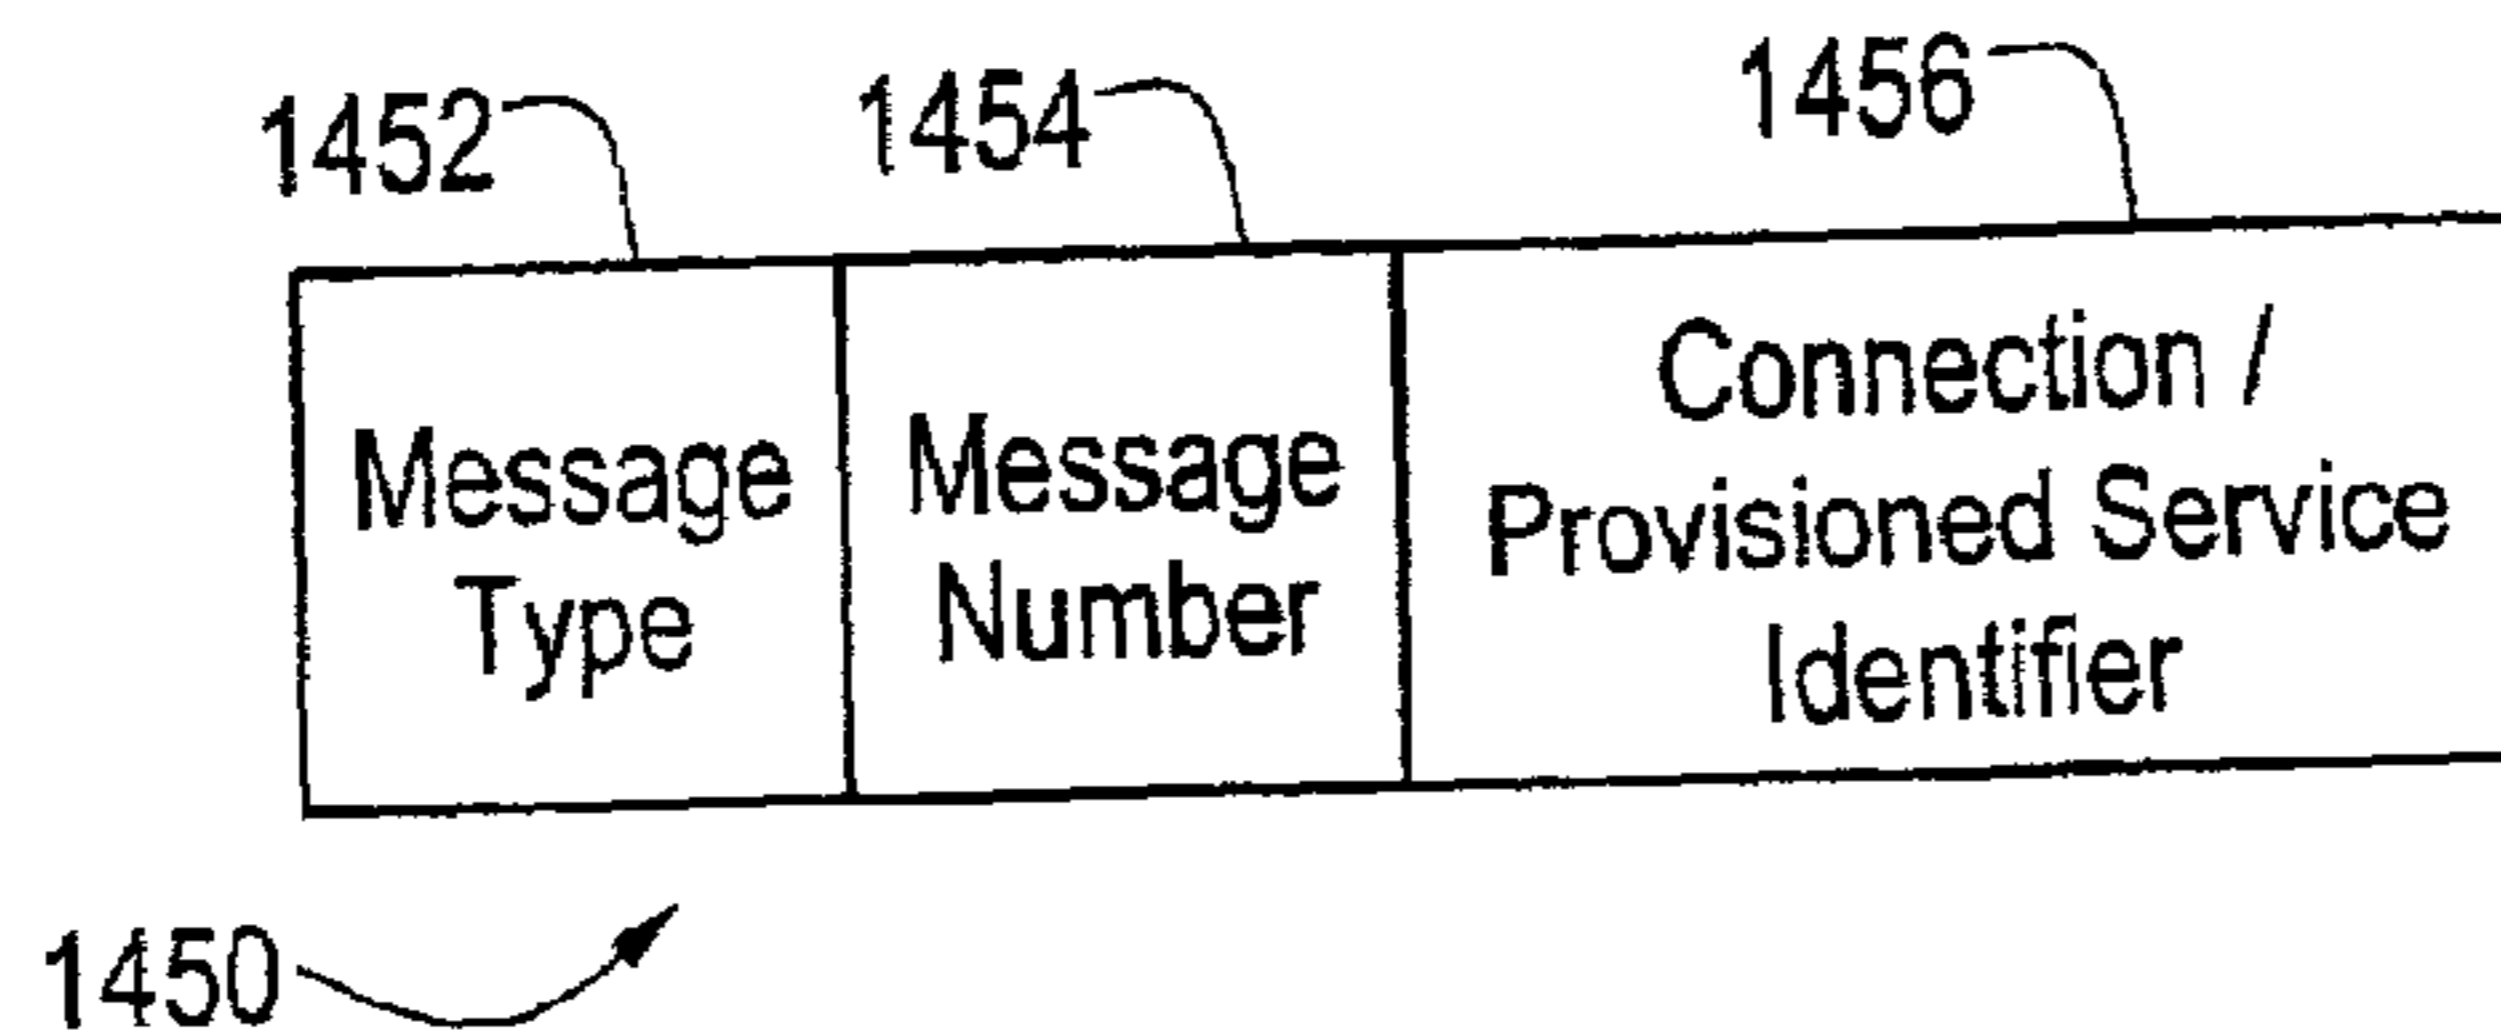 1452
1454
1456
Message
Type
Message
Number
Connection /
Provisioned Service
Identifier
1450